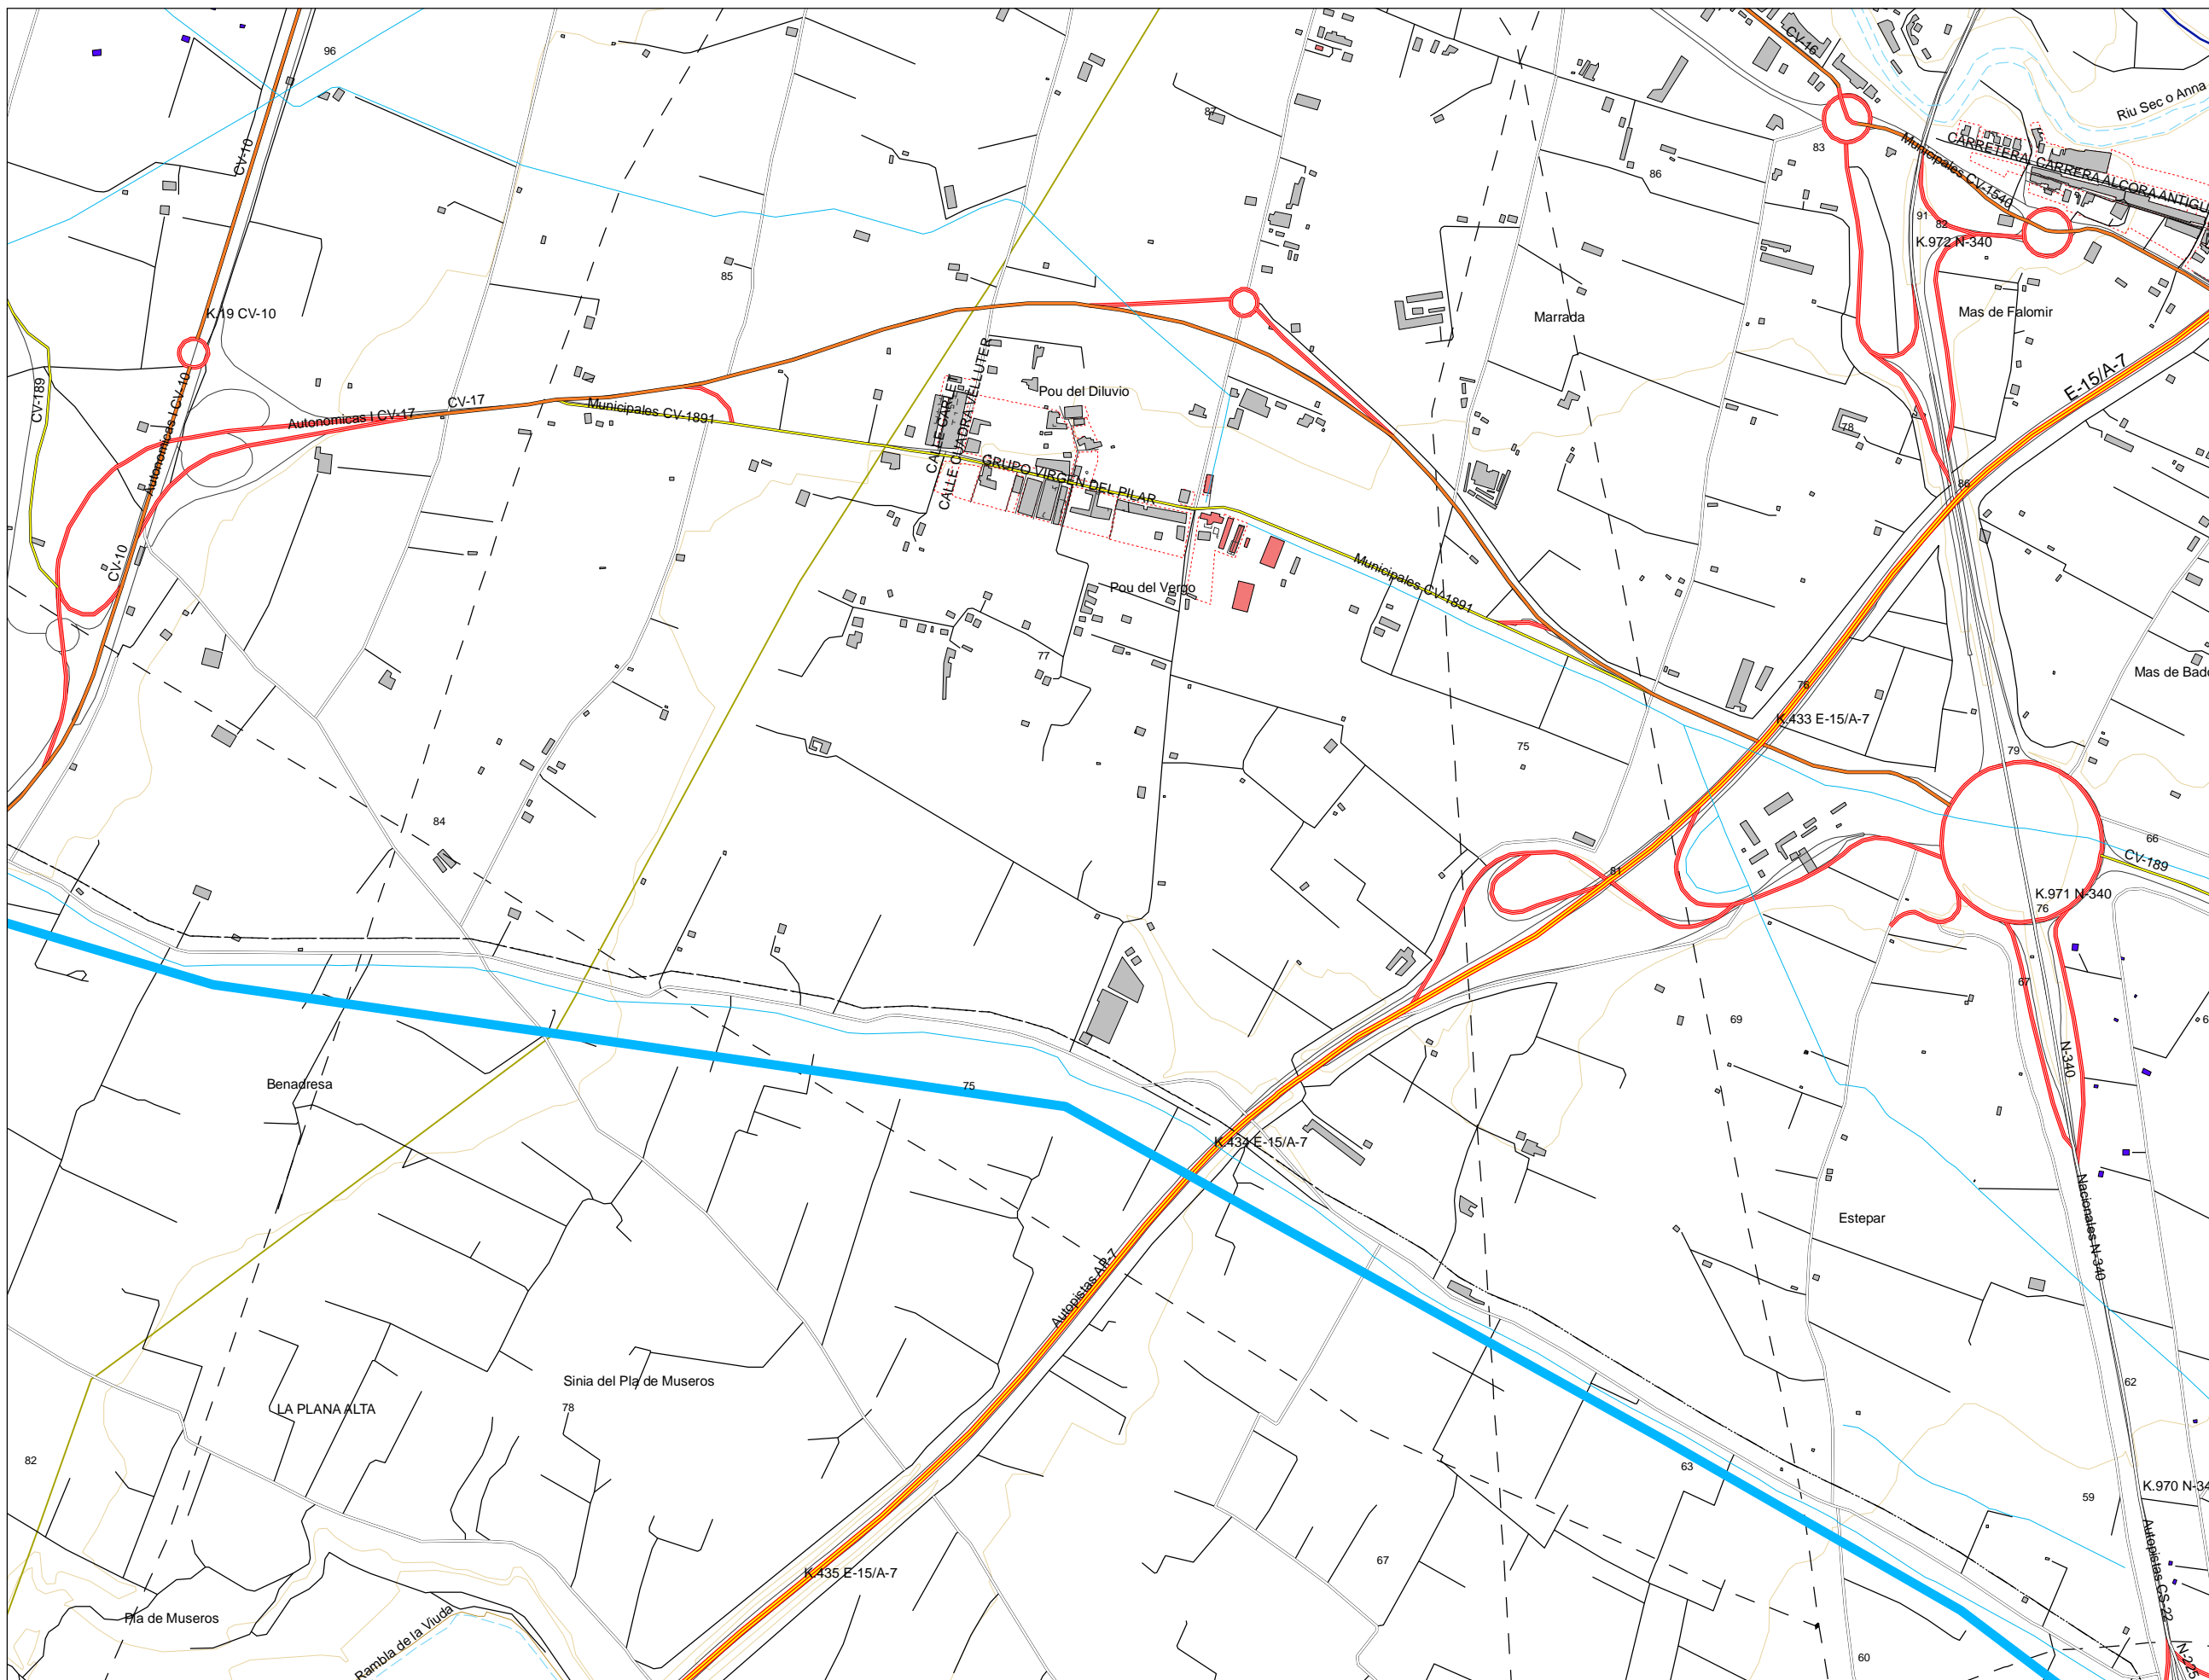 96
CV-16
Riu Sec o Anna
87
83
86
Municipales CV-1540
CARRETERA, CARRERA ALCORA ANTIGU
CV-10
91
82
K.972 N-340
85
K.19 CV-10
Marrada
Mas de Falomir
E-15/A-7
CV-189
Autonomicas I CV-10
Autonomicas I CV-17
CV-17
Municipales CV-1891
CALLE CARLET
CALLE CUADRA VELLUTER
Pou del Diluvio
GRUPO VIRGEN DEL PILAR
78
86
CV-10
Pou del Vergo
Municipales CV-1891
77
Mas de Bado
76
K.433 E-15/A-7
75
79
84
66
CV-189
81
K.971 N-340
76
67
69
6
N-340
Benadresa
75
K.434 E-15/A-7
Nacionales N-340
Estepar
Autopistas AP-7
Sinia del Pla de Museros
62
LA PLANA ALTA
78
82
63
59
K.970 N-34
Autopistas CS-22
67
K.435 E-15/A-7
Pla de Museros
Rambla de la Viuda
60
N-225